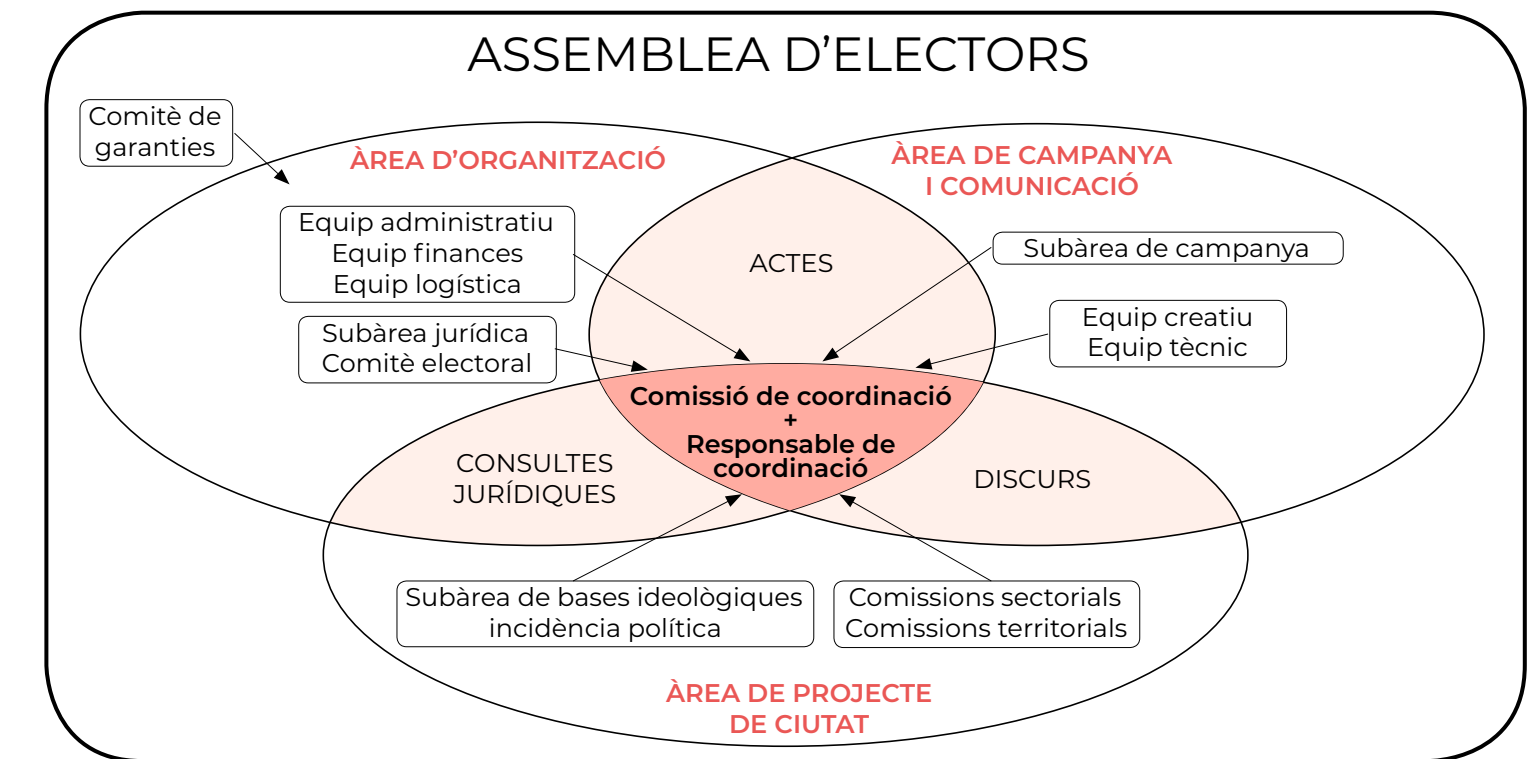 ASSEMBLEA D’ELECTORS
Comitè de
garanties
ÀREA D’ORGANITZACIÓ
ÀREA DE CAMPANYA
I COMUNICACIÓ
Equip administratiu
Equip finances
Equip logística
ACTES
Subàrea de campanya
Subàrea jurídica
Comitè electoral
Equip creatiu
Equip tècnic
Comissió de coordinació
+
Responsable de
coordinació
CONSULTES
JURÍDIQUES
DISCURS
Subàrea de bases ideològiques
incidència política
Comissions sectorials
Comissions territorials
ÀREA DE PROJECTE
DE CIUTAT